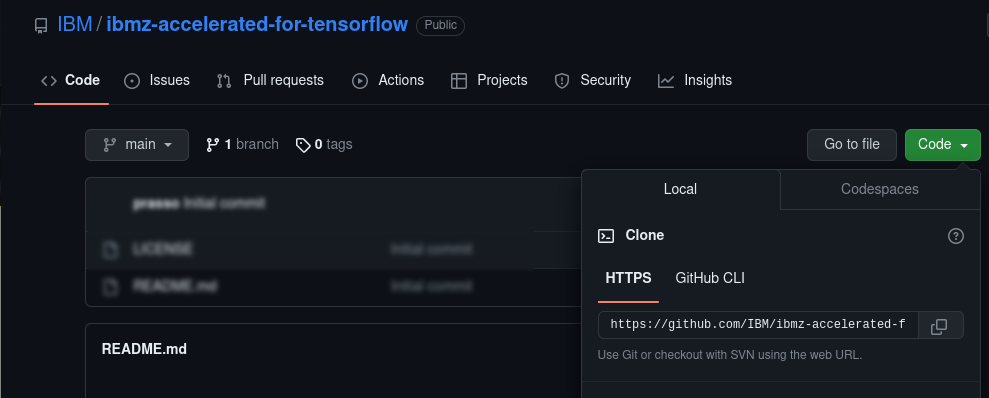 IBM / ibmz-accelerated-for-tensorflow Public
Code Issues Pull requests Actions Projects Security Insights
main 1 branch 0 tags Go to file Code
Local Codespaces
prasso Initial commit
Clone
LICENSE Initial commit
HTTPS GitHub CLI
README.md Initial commit
https://github.com/IBM/ibmz-accelerated-f
README.md
Use Git or checkout with SVN using the web URL.